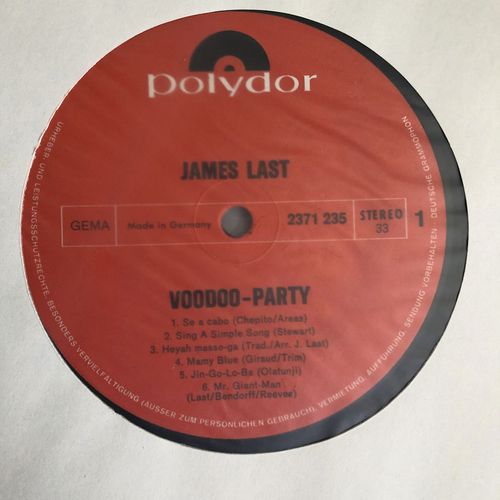 polydor
JAMES LAST
GEMA
Made in Germany
2371 235
STEREO
33
1
VOODOO-PARTY
1. Se a cabo (Chepito/Areas)
2. Sing A Simple Song (Stewart)
3. Heyah massa-ga (Trad./Arr. J. Last)
4. Mamy Blue (Giraud/Trim)
5. Jin-Go-Lo-Ba (Olatunji)
6. Mr. Giant-Man
(Last/Bendorff/Reevee)
URHEBER- UND LEISTUNGSSCHUTZRECHTE. BESONDERS VERVIELFÄLTIGUNG (AUSSER ZUM PERSÖNLICHEN GEBRAUCH), VERMIETUNG, AUFFÜHRUNG, SENDUNG VORBEHALTEN · DEUTSCHE GRAMMOPHON